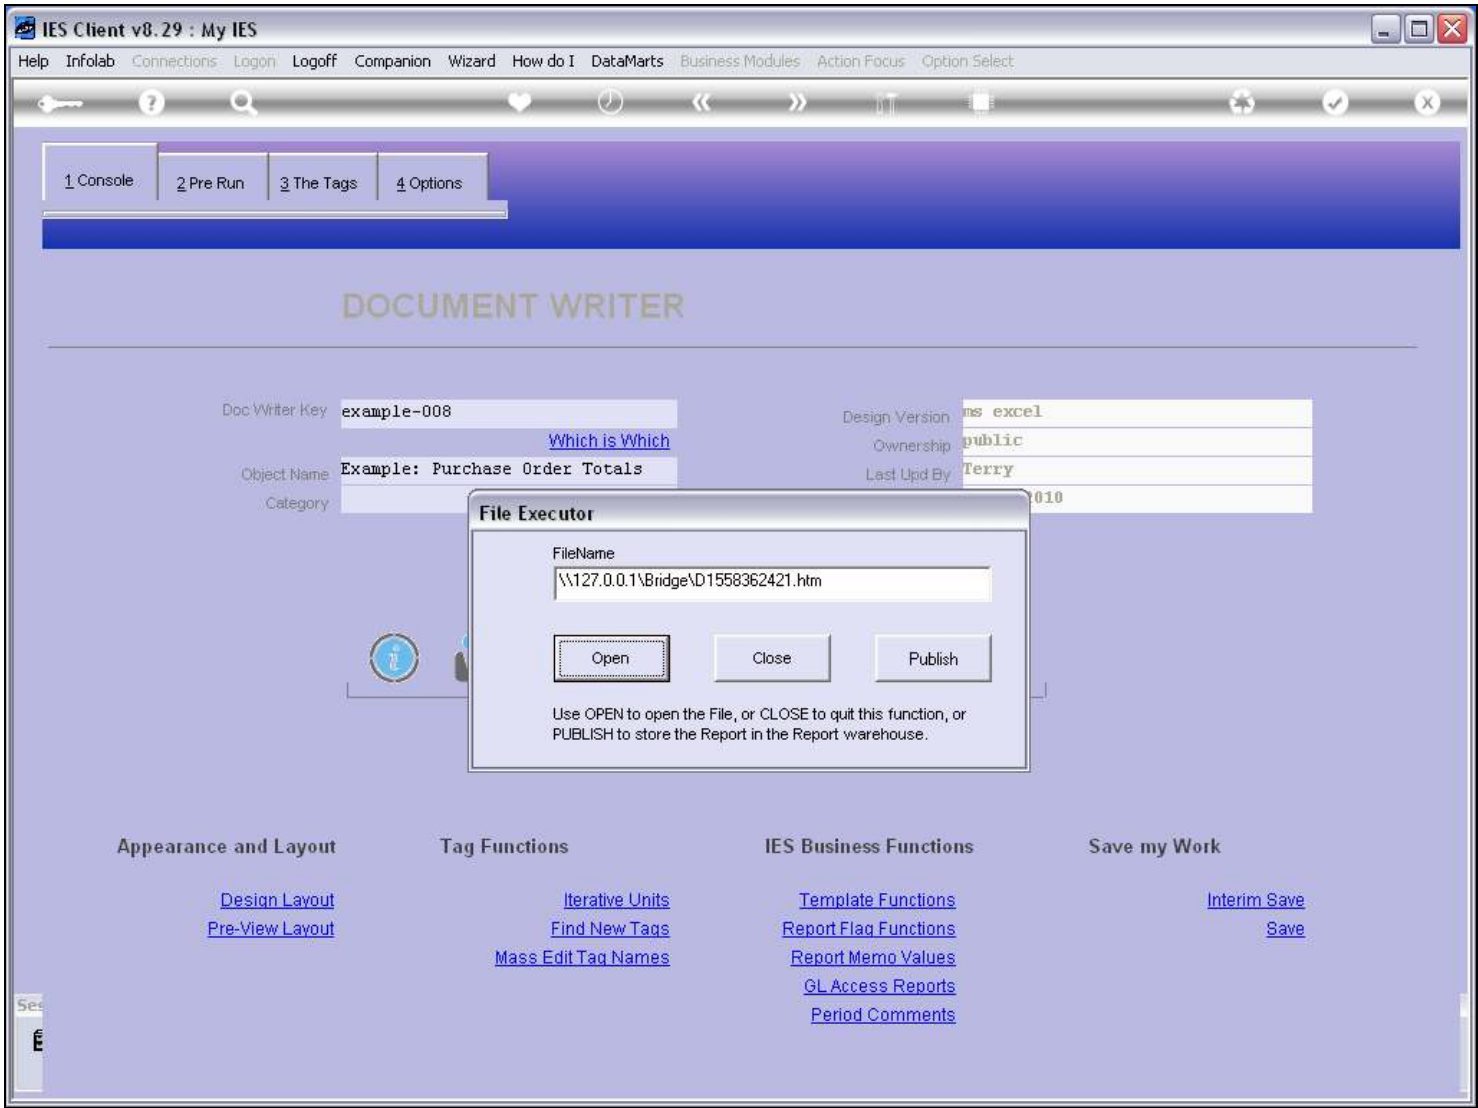 IES Client v8.29 : My IES
Help Infolab Connections Logon Logoff Companion Wizard How do I DataMarts Business Modules Action Focus Option Select
1 Console 2 Pre Run 3 The Tags 4 Options
DOCUMENT WRITER
Doc Writer Key example-008
Design Version ms excel
Which is Which
Ownership public
Object Name Example: Purchase Order Totals
Last Upd By Terry
Category
2010
File Executor
FileName
\\127.0.0.1\Bridge\D1558362421.htm
Open Close Publish
Use OPEN to open the File, or CLOSE to quit this function, or
PUBLISH to store the Report in the Report warehouse.
Appearance and Layout Tag Functions IES Business Functions Save my Work
Design Layout Iterative Units Template Functions Interim Save
Pre-View Layout Find New Tags Report Flag Functions Save
Mass Edit Tag Names Report Memo Values
GL Access Reports
Period Comments